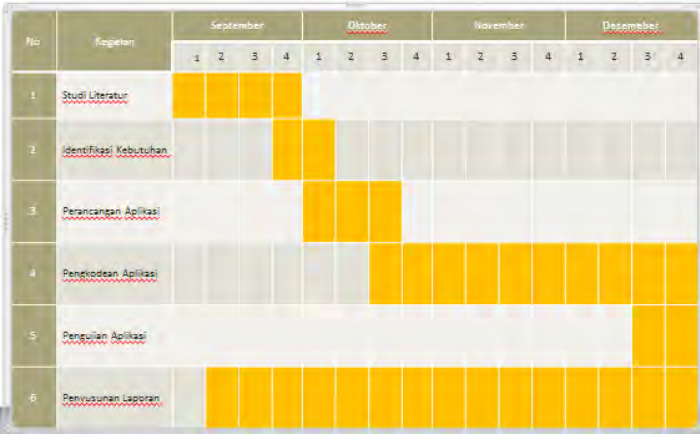 No Kegiatan September Oktober November Desember
1 2 3 4 1 2 3 4 1 2 3 4 1 2 3 4
1 Studi Literatur
2 Identifikasi Kebutuhan
3 Perancangan Aplikasi
4 Pengkodean Aplikasi
5 Pengujian Aplikasi
6 Penyusunan Laporan